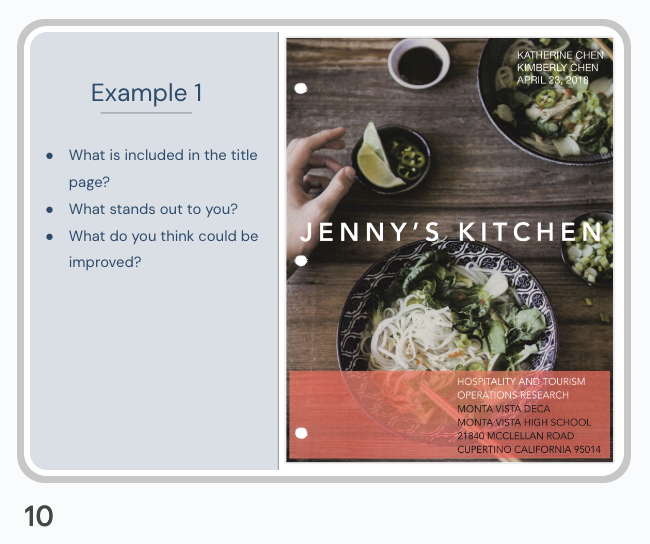 Example 1
● What is included in the title
page?
● What stands out to you?
● What do you think could be
improved?
KATHERINE CHEN
KIMBERLY CHEN
APRIL 23, 2018
JENNY'S KITCHEN
HOSPITALITY AND TOURISM
OPERATIONS RESEARCH
MONTA VISTA DECA
MONTA VISTA HIGH SCHOOL
21840 MCCLELLAN ROAD
CUPERTINO CALIFORNIA 95014
10